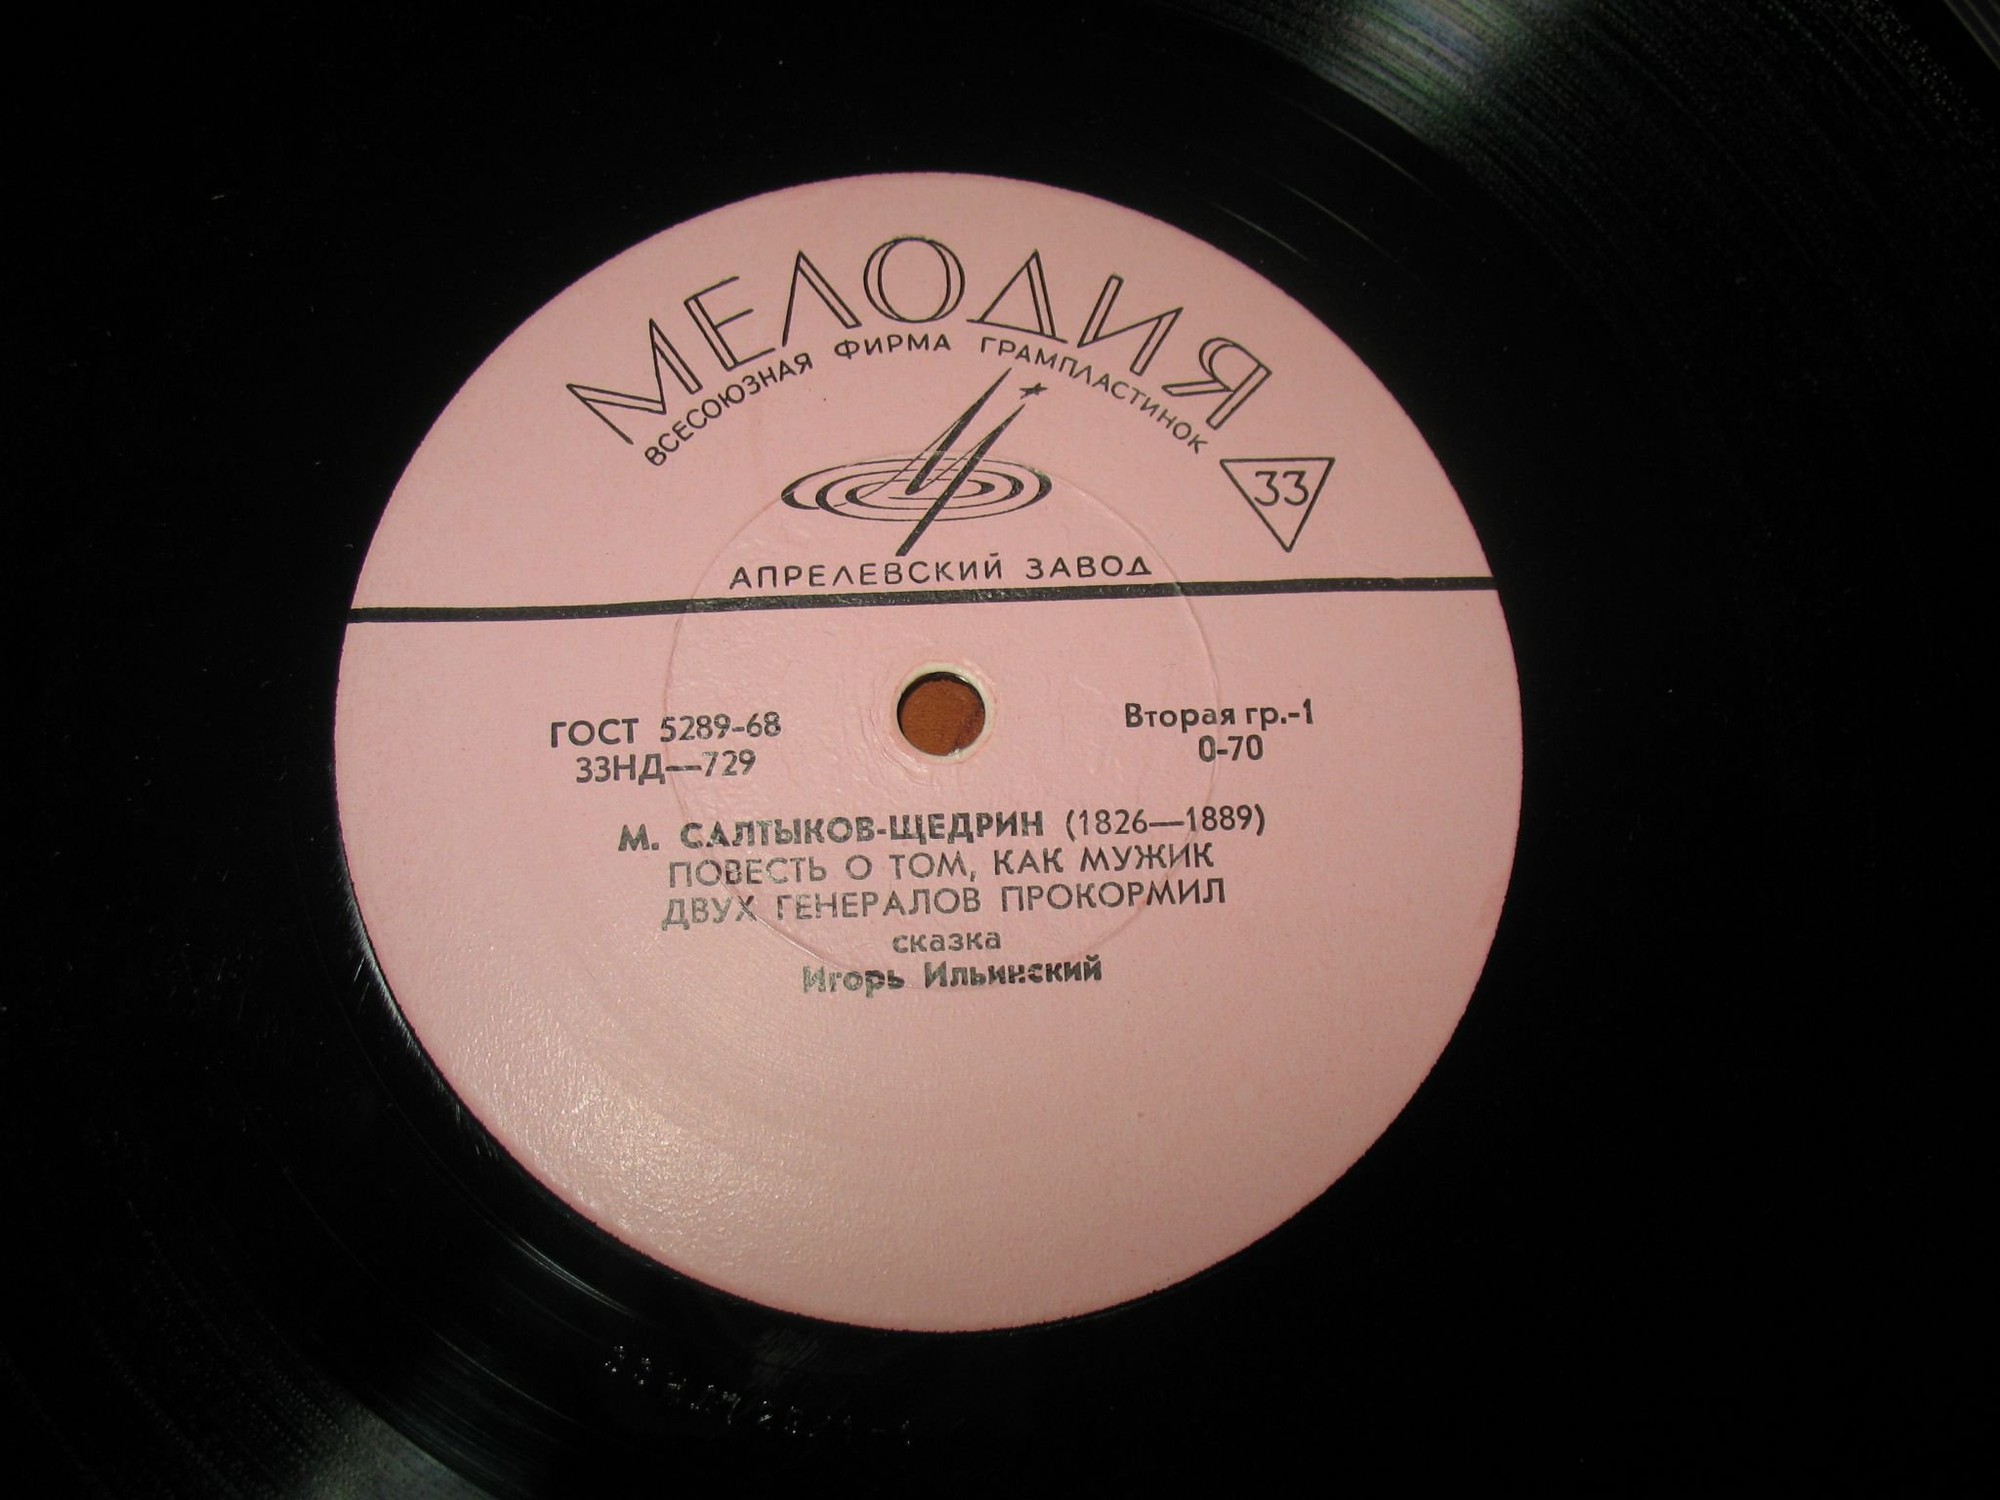 МЕЛОДИЯ
ВСЕСОЮЗНАЯ ФИРМА ГРАМПЛАСТИНОК
33
АПРЕЛЕВСКИЙ ЗАВОД
ГОСТ 5289-68
33НД—729
Вторая гр.-1
0-70
М. САЛТЫКОВ-ЩЕДРИН (1826—1889)
ПОВЕСТЬ О ТОМ, КАК МУЖИК
ДВУХ ГЕНЕРАЛОВ ПРОКОРМИЛ
сказка
Игорь Ильинский